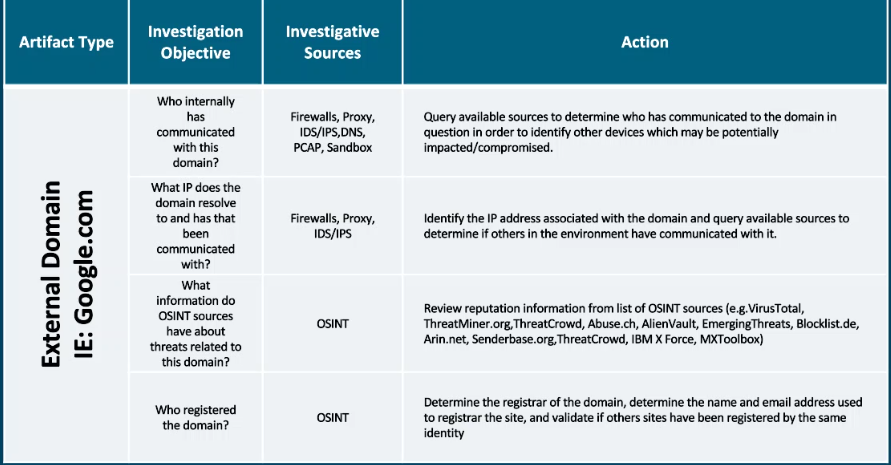 Artifact Type
Investigation
Objective
Investigative
Sources
Action
External Domain
IE: Google.com
Who internally
has
communicated
with this
domain?
Firewalls, Proxy,
IDS/IPS,DNS,
PCAP, Sandbox
Query available sources to determine who has communicated to the domain in
question in order to identify other devices which may be potentially
impacted/compromised.
What IP does the
domain resolve
to and has that
been
communicated
with?
Firewalls, Proxy,
IDS/IPS
Identify the IP address associated with the domain and query available sources to
determine if others in the environment have communicated with it.
What
information do
OSINT sources
have about
threats related to
this domain?
OSINT
Review reputation information from list of OSINT sources (e.g.VirusTotal,
ThreatMiner.org,ThreatCrowd, Abuse.ch, AlienVault, EmergingThreats, Blocklist.de,
Arin.net, Senderbase.org,ThreatCrowd, IBM X Force, MXToolbox)
Who registered
the domain?
OSINT
Determine the registrar of the domain, determine the name and email address used
to registrar the site, and validate if others sites have been registered by the same
identity